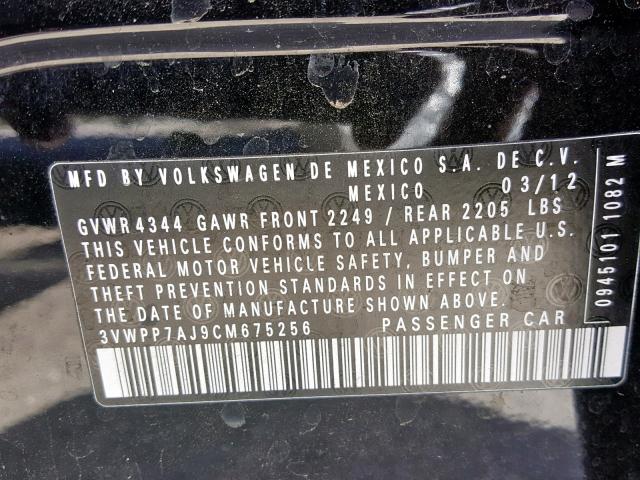 MFD BY VOLKSWAGEN DE MEXICO S.A. DE C.V.
MEXICO 03/12
GVWR 4344 GAWR FRONT 2249 / REAR 2205 LBS
THIS VEHICLE CONFORMS TO ALL APPLICABLE U.S.
FEDERAL MOTOR VEHICLE SAFETY, BUMPER AND
THEFT PREVENTION STANDARDS IN EFFECT ON
THE DATE OF MANUFACTURE SHOWN ABOVE.
3VWPP7AJ9CM675256 PASSENGER CAR
0945101 1082 M